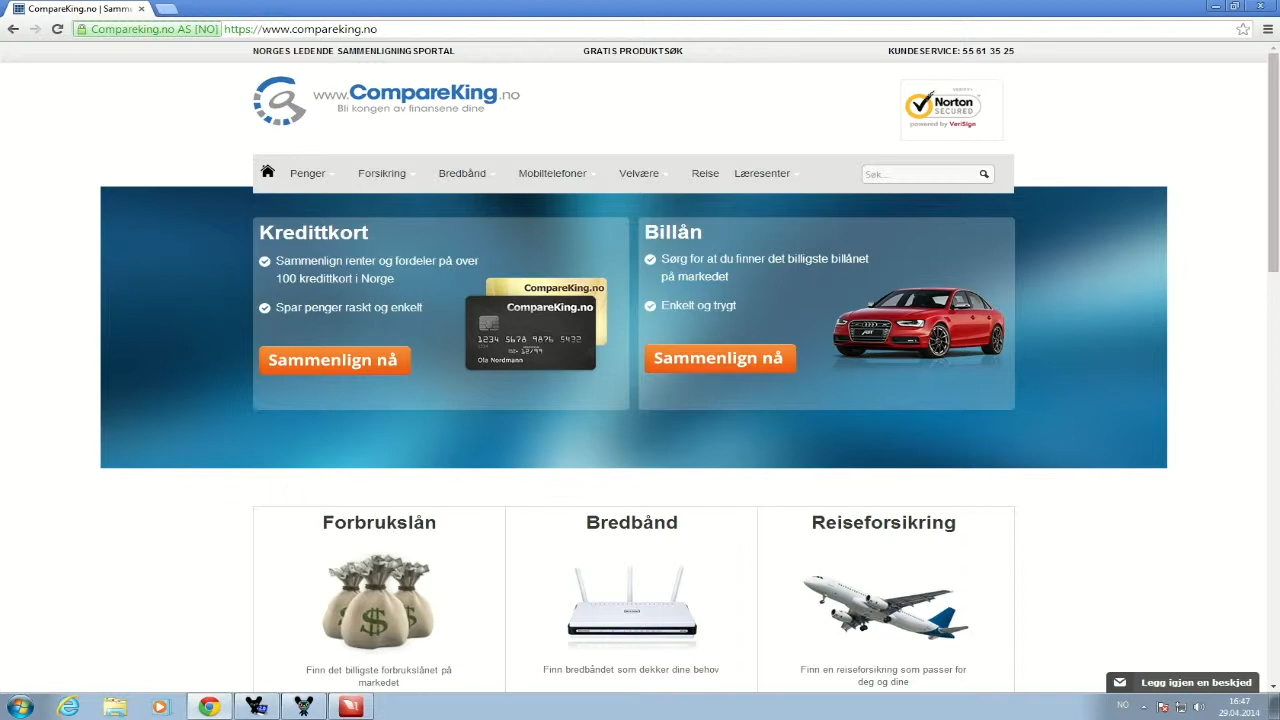 CompareKing.no | Samm
Compareking.no AS [NO] https://www.compareking.no
NORGES LEDENDE SAMMENLIGNINGSPORTAL GRATIS PRODUKTSØK KUNDESERVICE: 55 61 35 25
www.CompareKing.no
Bli kongen av finansene dine
Norton
SECURED
powered by VeriSign
Penger Forsikring Bredbånd Mobiltelefoner Velvære Reise Læresenter Søk...
Kredittkort
Sammenlign renter og fordeler på over
100 kredittkort i Norge
Spar penger raskt og enkelt
Sammenlign nå
CompareKing.no
CompareKing.no
1234 5678 9876 5432
12/99
Ola Nordmann
Billån
Sørg for at du finner det billigste billånet
på markedet
Enkelt og trygt
Sammenlign nå
Forbrukslån
Finn det billigste forbrukslånet på
markedet
Bredbånd
Finn bredbåndet som dekker dine behov
Reiseforsikring
Finn en reiseforsikring som passer for
deg og dine
Legg igjen en beskjed
NO
16:47
29.04.2014